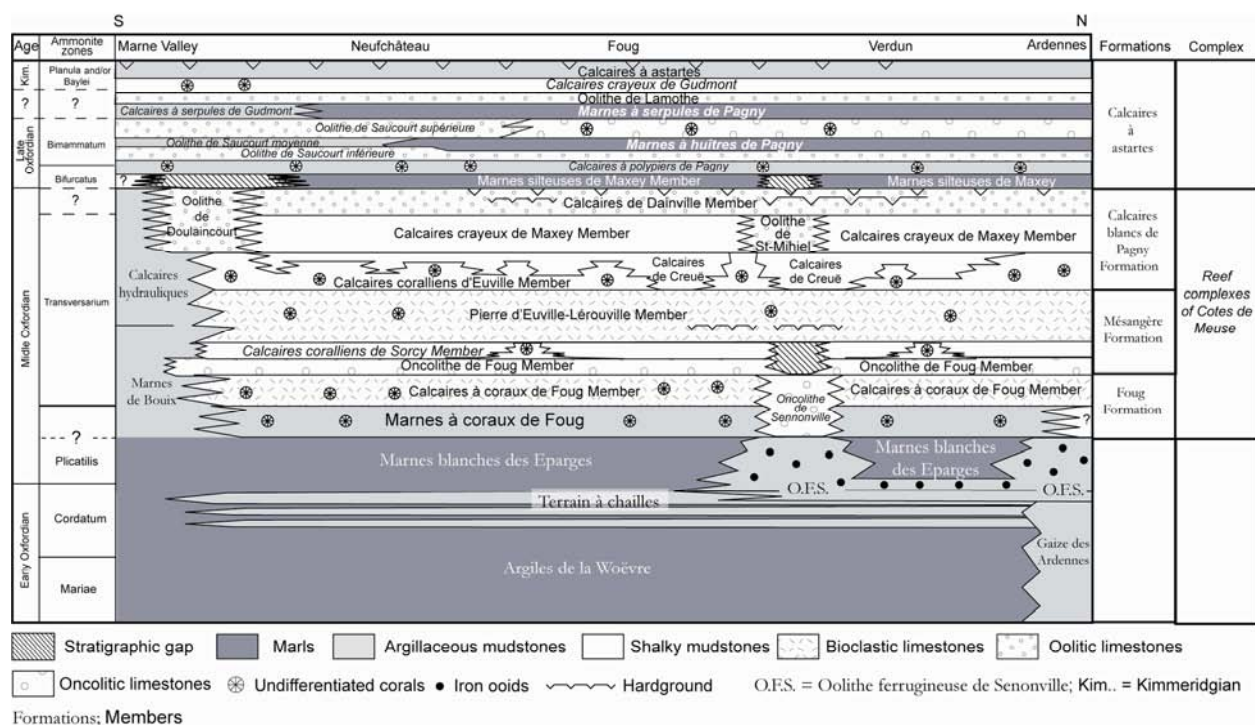 S N
Age Ammonite zones Marne Valley Neufchâteau Foug Verdun Ardennes Formations Complex
Kim. Planula and/or Baylei Calcaires à astartes
Calcaires crayeux de Gudmont
? ? Oolithe de Lamothe
Calcaires à serpules de Gudmont Marnes à serpules de Pagny
Calcaires à astartes
Late Oxfordian Bimammatum Oolithe de Saucourt supérieure
Oolithe de Saucourt moyenne Marnes à huîtres de Pagny
Oolithe de Saucourt inférieure
Calcaires à polypiers de Pagny
Bifurcatus ? Marnes silteuses de Maxey Member Marnes silteuses de Maxey
? Calcaires de Dainville Member
Oolithe de Doulaincourt
Calcaires crayeux de Maxey Member Oolithe de St-Mihiel Calcaires crayeux de Maxey Member
Calcaires blancs de Pagny Formation
Calcaires de Creuë Calcaires de Creuë
Calcaires hydrauliques Calcaires coralliens d'Euville Member
Reef complexes of Cotes de Meuse
Midle Oxfordian Transversarium
Pierre d'Euville-Lérouville Member
Mésangère Formation
Calcaires coralliens de Sorcy Member
Oncolithe de Foug Member Oncolithe de Foug Member
Marnes de Bouix Calcaires à coraux de Foug Member Oncolithe de Sennonville Calcaires à coraux de Foug Member
Foug Formation
Marnes à coraux de Foug ?
?
Plicatilis Marnes blanches des Eparges Marnes blanches des Eparges
O.F.S. O.F.S.
Terrain à chailles
Early Oxfordian Cordatum
Gaize des Ardennes
Argiles de la Woëvre
Mariae
Stratigraphic gap Marls Argillaceous mudstones Shalky mudstones Bioclastic limestones Oolitic limestones
Oncolitic limestones Undifferentiated corals Iron ooids Hardground O.F.S. = Oolithe ferrugineuse de Senonville; Kim.. = Kimmeridgian
Formations; Members